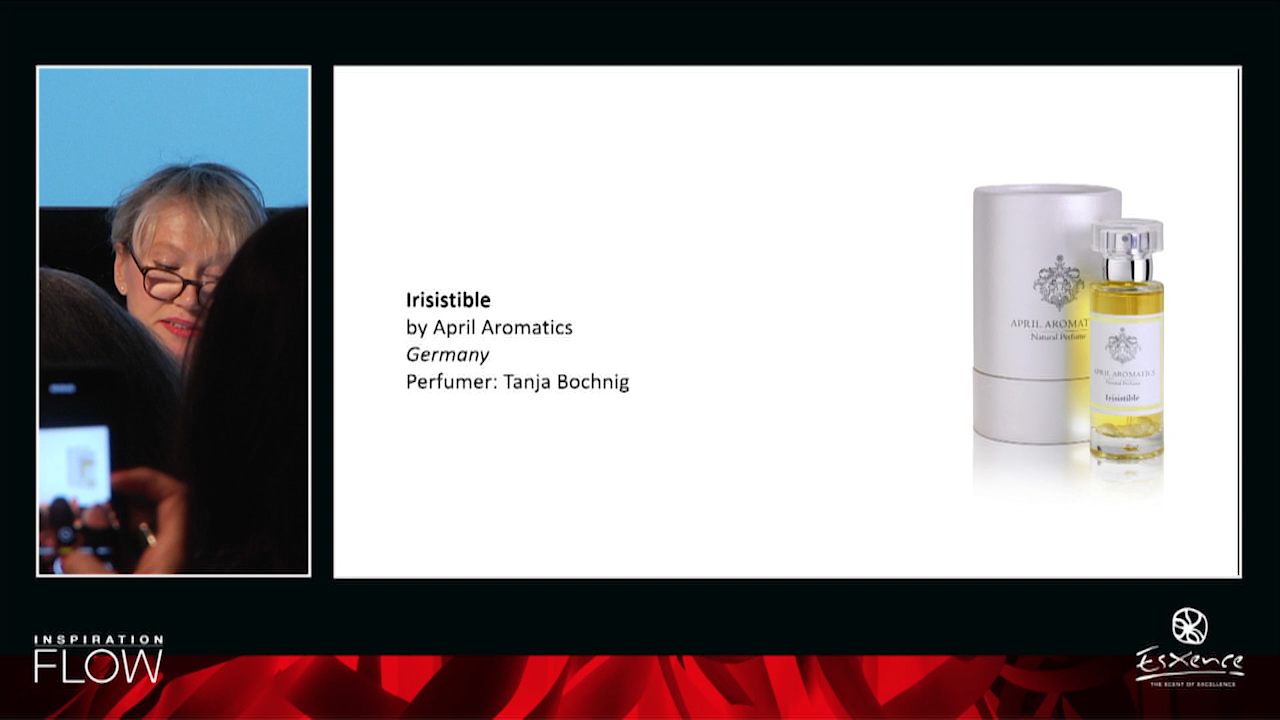 Irisistible
by April Aromatics
Germany
Perfumer: Tanja Bochnig
APRIL AROMAT
Natural Perfume
APRIL AROMATICS
Natural Perfume
Irisistible
INSPIRATION
FLOW
Esxence
THE SCENT OF EXCELLENCE